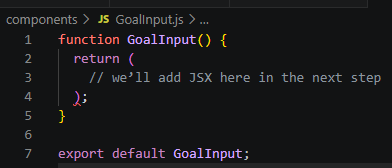 components > JS GoalInput.js > ...
1 function GoalInput() {
2   return (
3     // we’ll add JSX here in the next step
4   );
5 }
6
7 export default GoalInput;